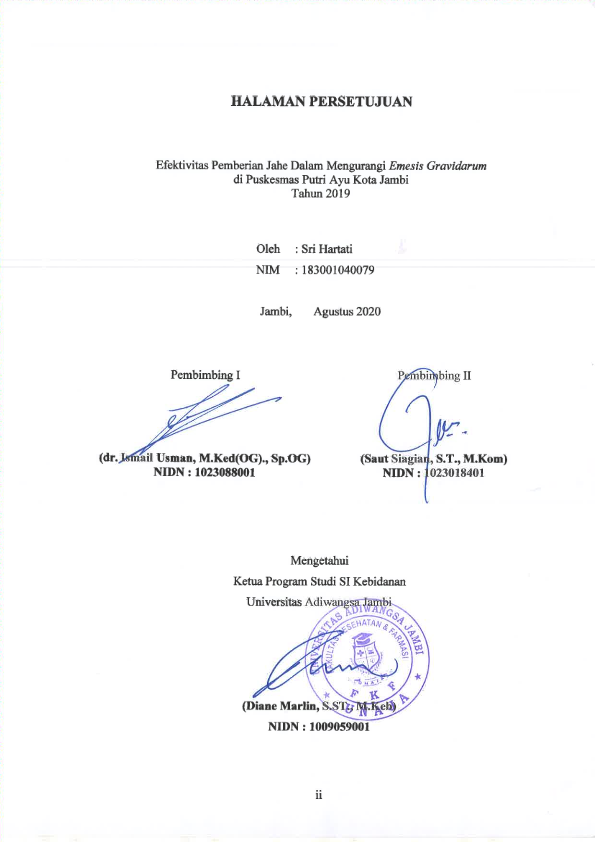 HALAMAN PERSETUJUAN
Efektivitas Pemberian Jahe Dalam Mengurangi Emesis Gravidarum
di Puskesmas Putri Ayu Kota Jambi
Tahun 2019
Oleh : Sri Hartati
NIM : 183001040079
Jambi, Agustus 2020
Pembimbing I
(dr. Ismail Usman, M.Ked(OG)., Sp.OG)
NIDN : 1023088001
Pembimbing II
(Saut Siagian, S.T., M.Kom)
NIDN : 1023018401
Mengetahui
Ketua Program Studi SI Kebidanan
Universitas Adiwangsa Jambi
UNIVERSITAS ADIWANGSA JAMBI
FAKULTAS KESEHATAN & FARMASI
F K F
UNAJA
(Diane Marlin, S.ST., M.Keb)
NIDN : 1009059001
ii